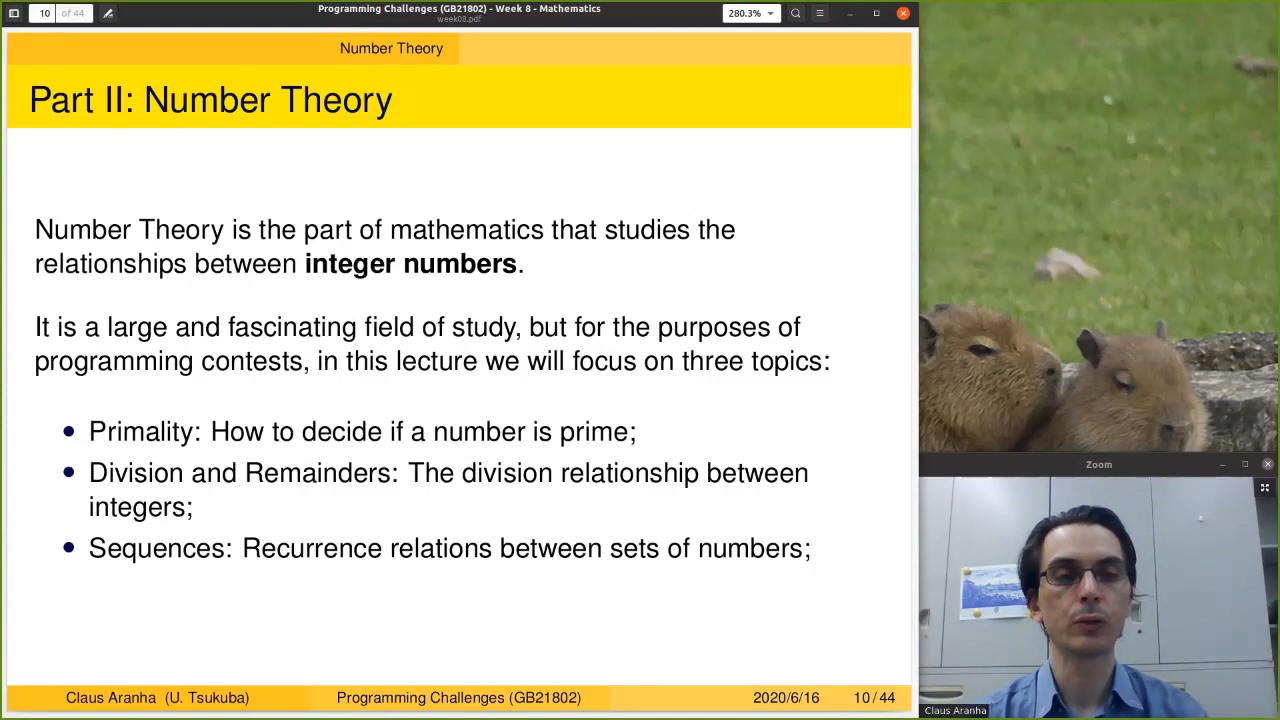 10 of 44
Programming Challenges (GB21802) - Week 8 - Mathematics
week08.pdf
280.3%
Number Theory
Part II: Number Theory
Number Theory is the part of mathematics that studies the
relationships between integer numbers.
It is a large and fascinating field of study, but for the purposes of
programming contests, in this lecture we will focus on three topics:
• Primality: How to decide if a number is prime;
• Division and Remainders: The division relationship between
integers;
• Sequences: Recurrence relations between sets of numbers;
Claus Aranha (U. Tsukuba) Programming Challenges (GB21802) 2020/6/16 10 / 44
Zoom
Claus Aranha